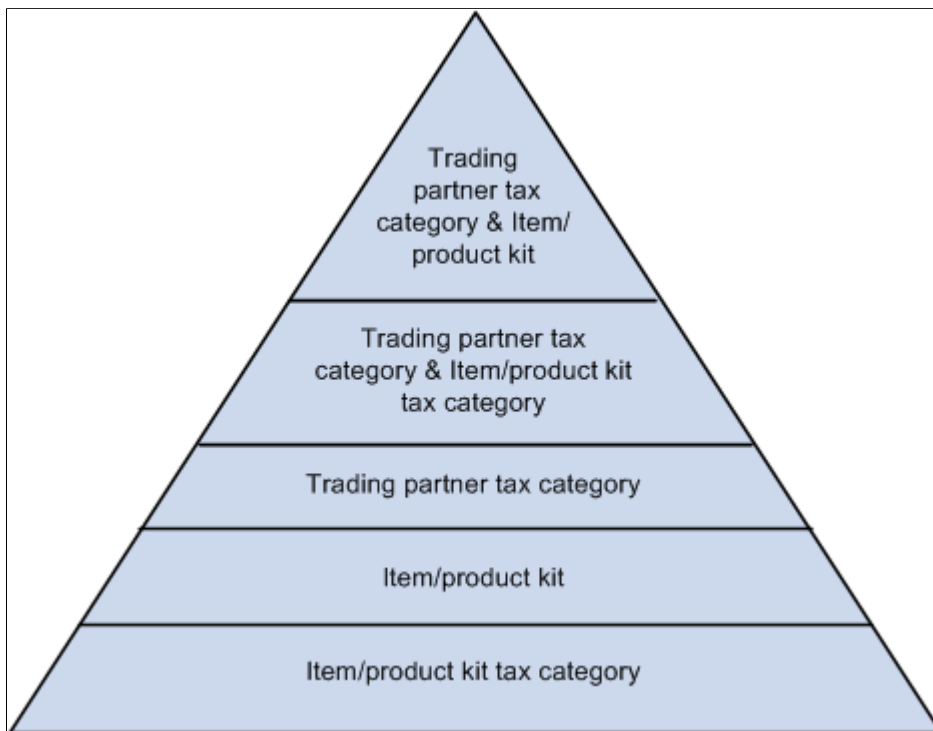 Trading
partner tax
category & Item/
product kit
Trading partner tax
category & Item/product kit
tax category
Trading partner tax category
Item/product kit
Item/product kit tax category